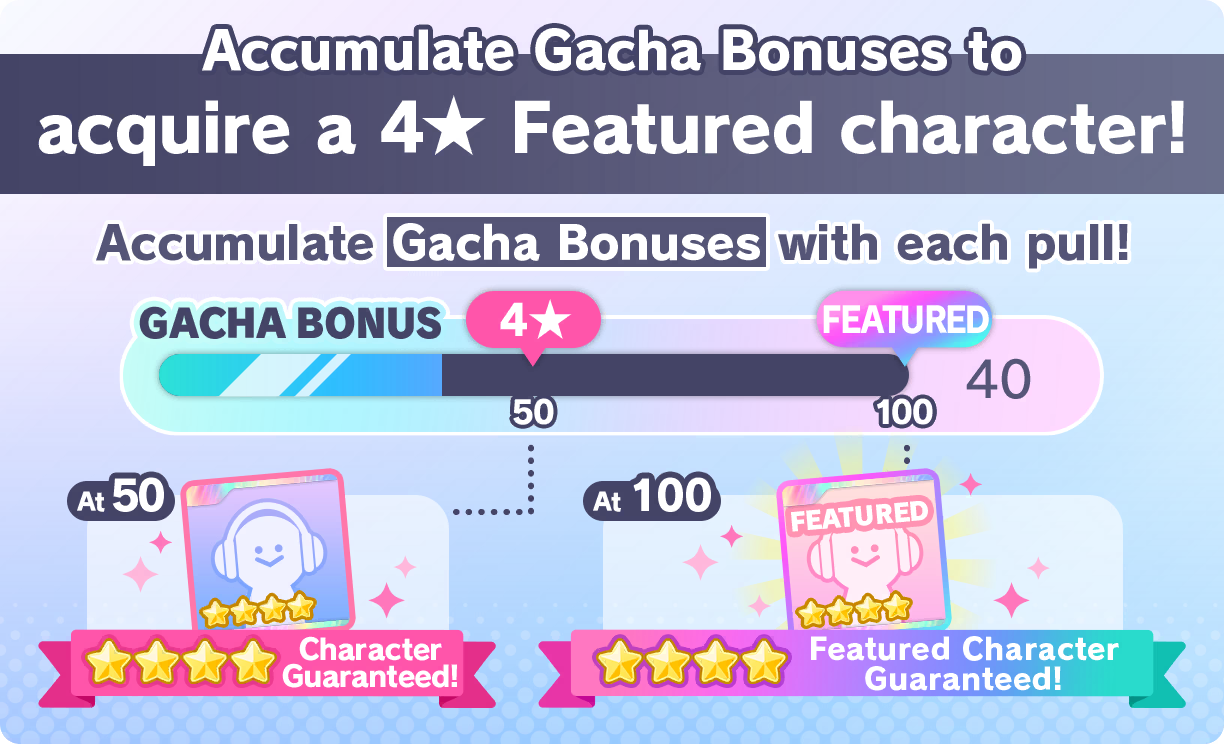 Accumulate Gacha Bonuses to
acquire a 4★ Featured character!
Accumulate Gacha Bonuses with each pull!
GACHA BONUS
4★
FEATURED
40
50
100
At 50
At 100
FEATURED
Character
Guaranteed!
Featured Character
Guaranteed!